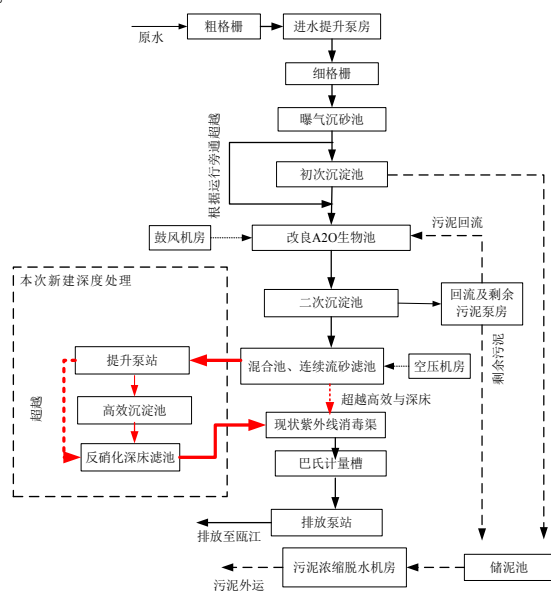 原水
粗格栅
进水提升泵房
细格栅
曝气沉砂池
根据运行旁通超越
初次沉淀池
污泥回流
鼓风机房
改良A2O生物池
本次新建深度处理
二次沉淀池
回流及剩余
污泥泵房
剩余污泥
提升泵站
混合池、连续流砂滤池
空压机房
超越高效与深床
超越
高效沉淀池
现状紫外线消毒渠
反硝化深床滤池
巴氏计量槽
排放泵站
排放至瓯江
污泥浓缩脱水机房
储泥池
污泥外运